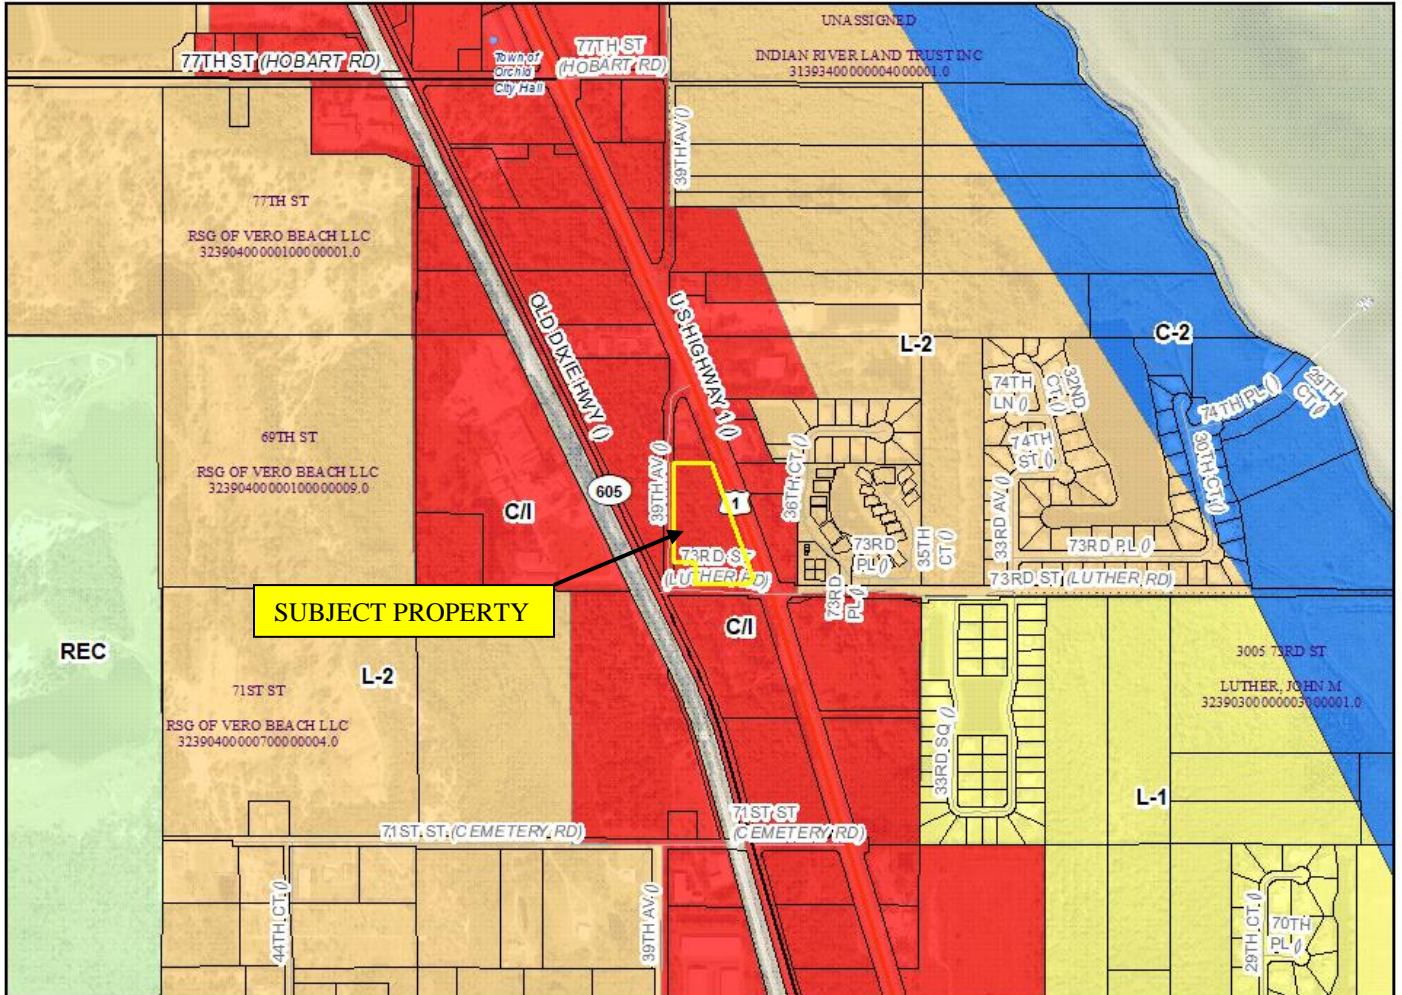 UNASSIGNED
INDIAN RIVER LAND TRUST INC
31393400000004000001.0
77TH ST (HOBART RD)
Town of
Orchid
City Hall
77TH ST
(HOBART RD)
39TH AV ()
77TH ST
RSG OF VERO BEACH LLC
32390400000100000001.0
OLD DIXIE HWY ()
U.S. HIGHWAY 1 ()
L-2
C-2
74TH
LN ()
32ND
CT ()
74TH PL ()
29TH
CT ()
69TH ST
RSG OF VERO BEACH LLC
32390400000100000009.0
39TH AV ()
36TH CT ()
74TH
ST ()
30TH CT ()
605
1
C/I
33RD AV ()
35TH
CT ()
73RD
PL ()
73RD PL ()
73RD ST
(LUTHER RD)
73RD ST (LUTHER RD)
73RD
PL ()
SUBJECT PROPERTY
C/I
REC
L-2
71ST ST
RSG OF VERO BEACH LLC
32390400000700000004.0
3005 73RD ST
LUTHER, JOHN M
32390300000003000001.0
33RD SQ ()
L-1
71ST ST (CEMETERY RD)
71ST ST
(CEMETERY RD)
44TH CT ()
39TH AV ()
29TH CT ()
70TH
PL ()